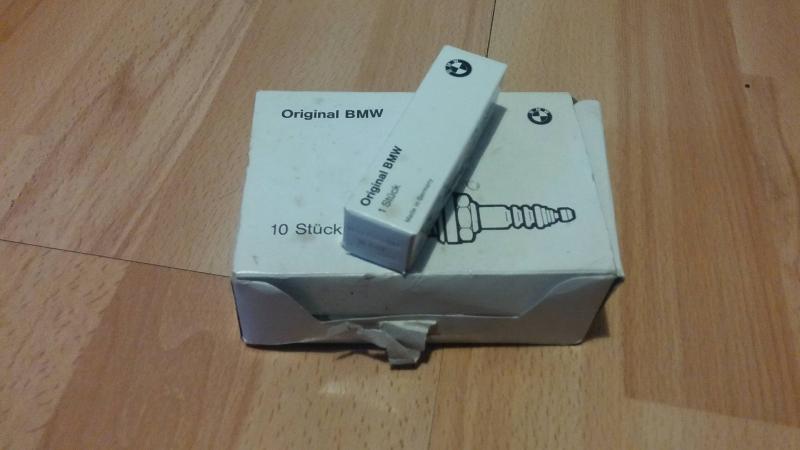 Original BMW
10 Stück
Original BMW
1 Stück
Made in Germany